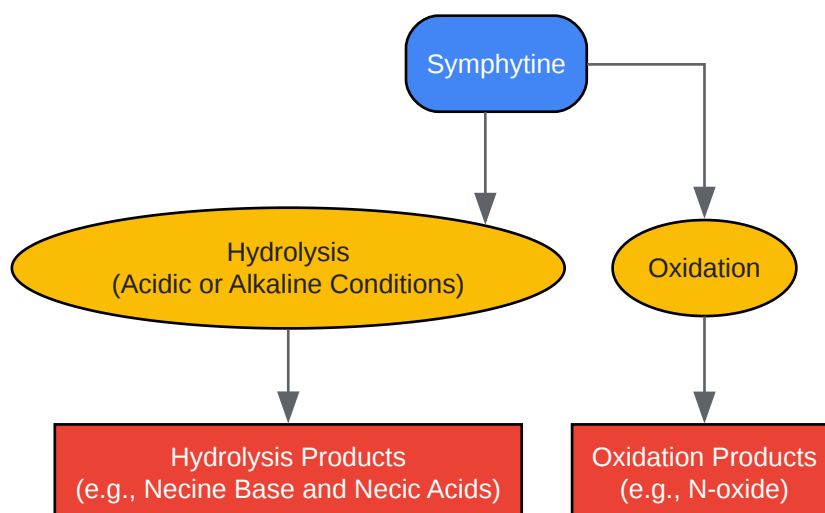 Symphytine
Hydrolysis
(Acidic or Alkaline Conditions)
Oxidation
Hydrolysis Products
(e.g., Necine Base and Necic Acids)
Oxidation Products
(e.g., N-oxide)